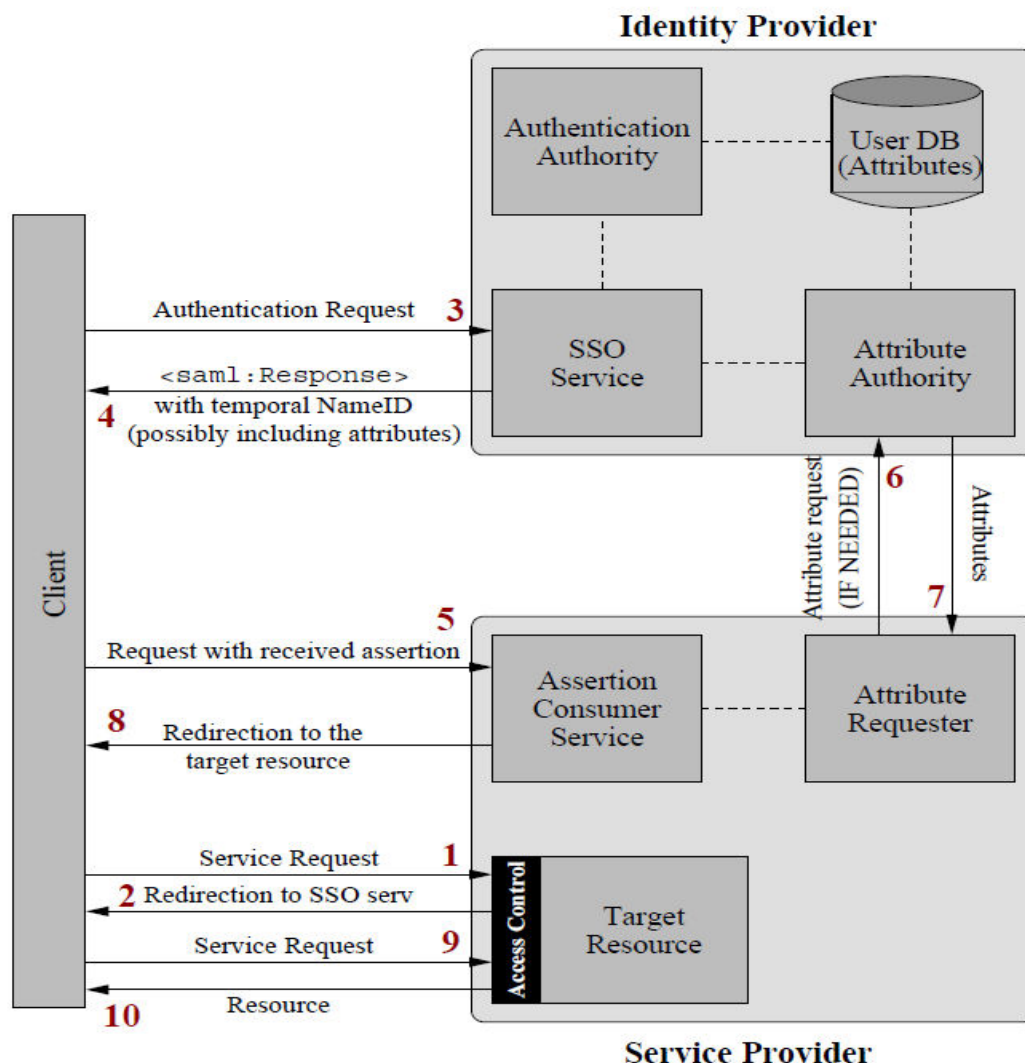 Identity Provider
Authentication
Authority
User DB
(Attributes)
Authentication Request
3
SSO
Service
Attribute
Authority
<saml:Response>
4
with temporal NameID
(possibly including attributes)
Client
Attribute request
(IF NEEDED)
6
Attributes
7
5
Request with received assertion
Assertion
Consumer
Service
Attribute
Requester
8
Redirection to the
target resource
Service Request
1
2
Redirection to SSO serv
Service Request
9
Resource
10
Access Control
Target
Resource
Service Provider